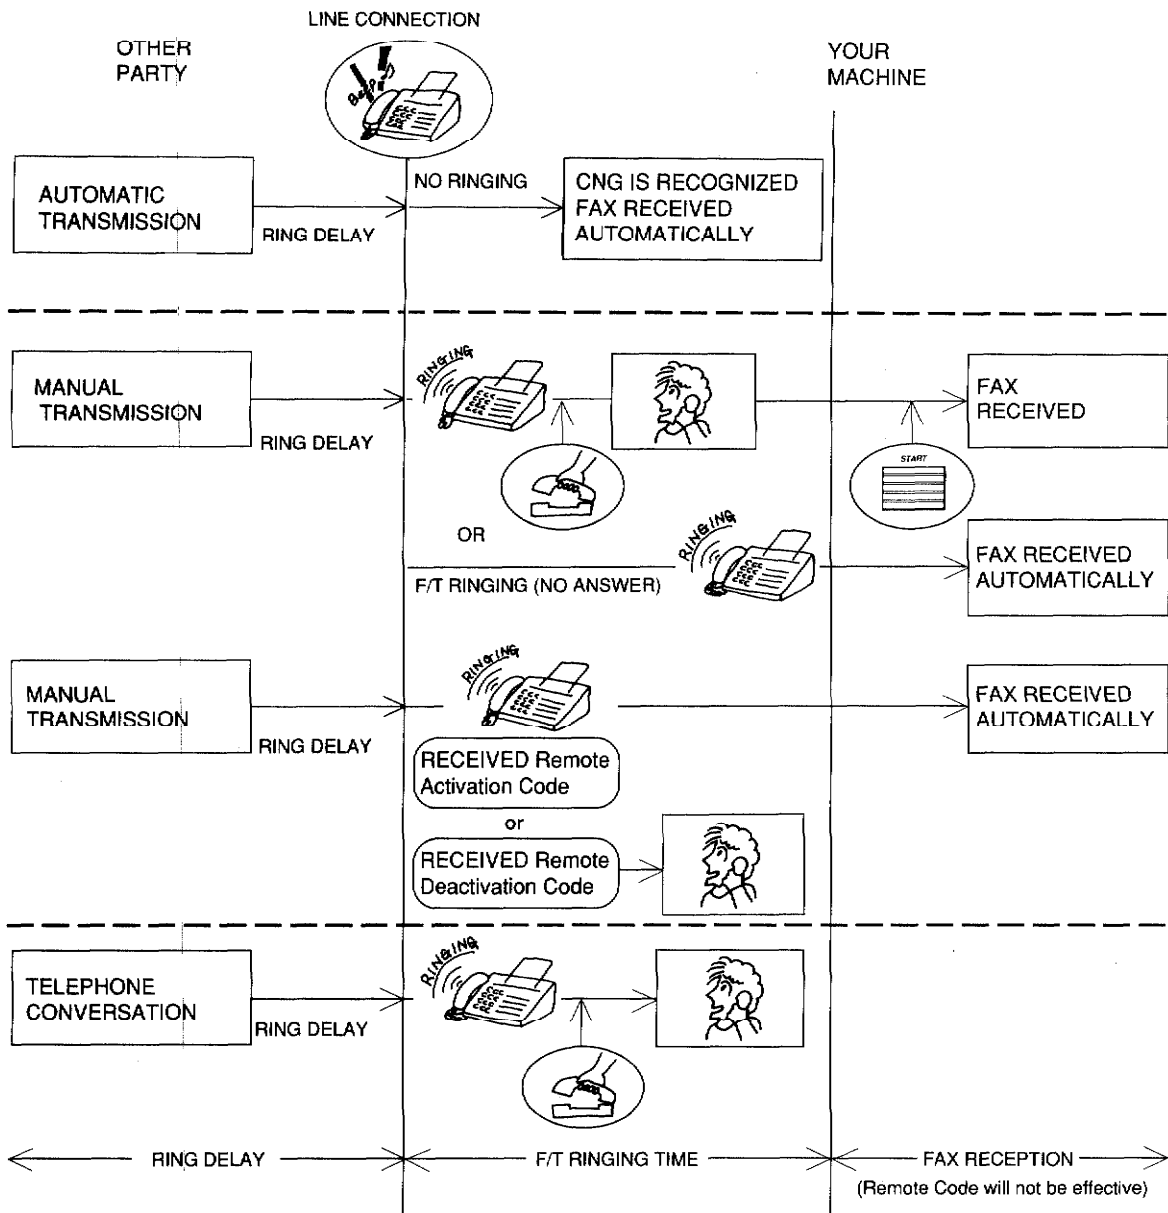 LINE CONNECTION
OTHER
PARTY
YOUR
MACHINE
Beep
AUTOMATIC
TRANSMISSION
RING DELAY
NO RINGING
CNG IS RECOGNIZED
FAX RECEIVED
AUTOMATICALLY
MANUAL
TRANSMISSION
RING DELAY
RINGING
FAX
RECEIVED
START
OR
F/T RINGING (NO ANSWER)
RINGING
FAX RECEIVED
AUTOMATICALLY
MANUAL
TRANSMISSION
RING DELAY
RINGING
FAX RECEIVED
AUTOMATICALLY
RECEIVED Remote
Activation Code
or
RECEIVED Remote
Deactivation Code
TELEPHONE
CONVERSATION
RING DELAY
RINGING
RING DELAY
F/T RINGING TIME
FAX RECEPTION
(Remote Code will not be effective)